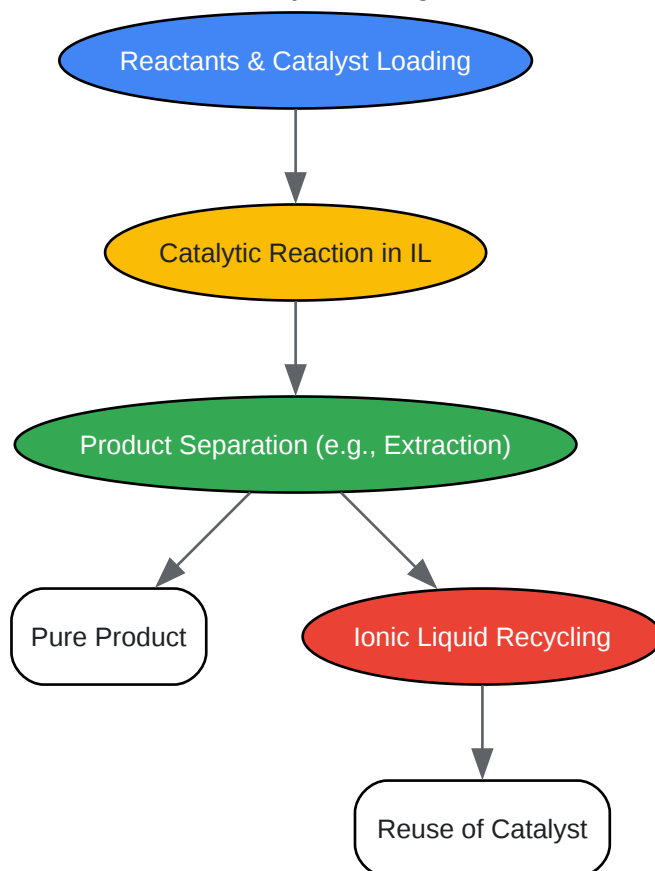 Reactants & Catalyst Loading
Catalytic Reaction in IL
Product Separation (e.g., Extraction)
Pure Product
Ionic Liquid Recycling
Reuse of Catalyst